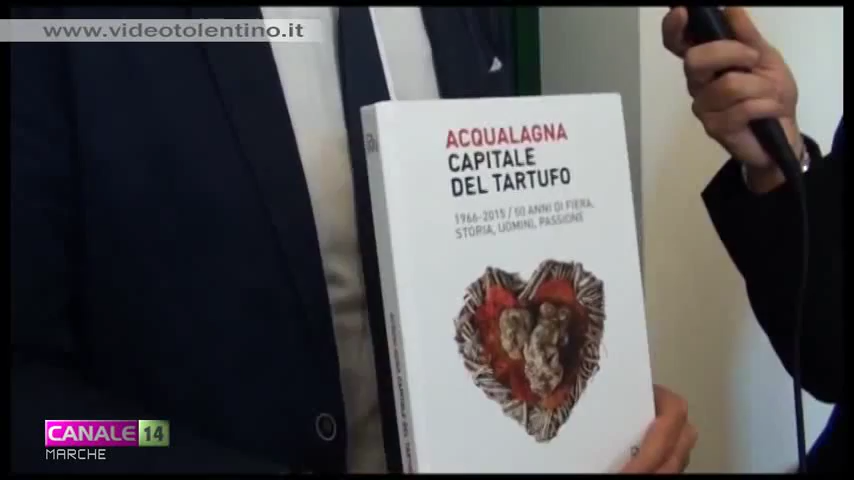 www.videotolentino.it
ACQUALAGNA
CAPITALE
DEL TARTUFO
1966-2015 / 50 ANNI DI FIERA,
STORIA, UOMINI, PASSIONE
CANALE 14
MARCHE